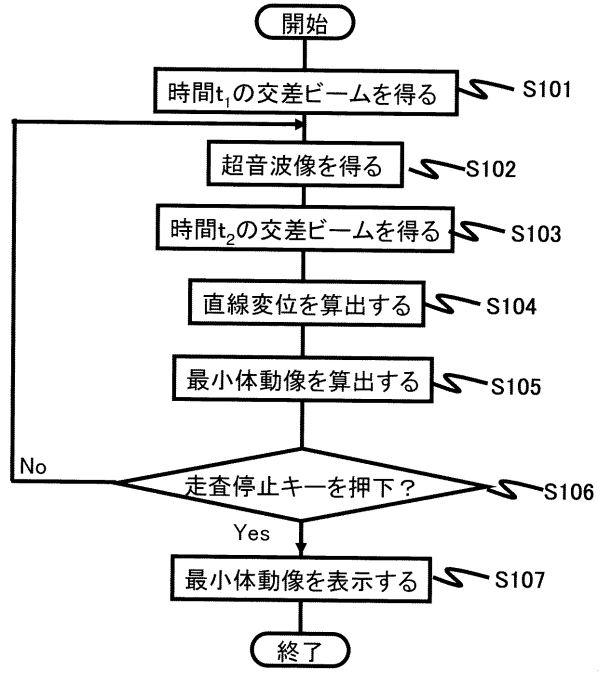 開始
時間t₁の交差ビームを得る
S101
超音波像を得る
S102
時間t₂の交差ビームを得る
S103
直線変位を算出する
S104
最小体動像を算出する
S105
No
走査停止キーを押下？
S106
Yes
最小体動像を表示する
S107
終了